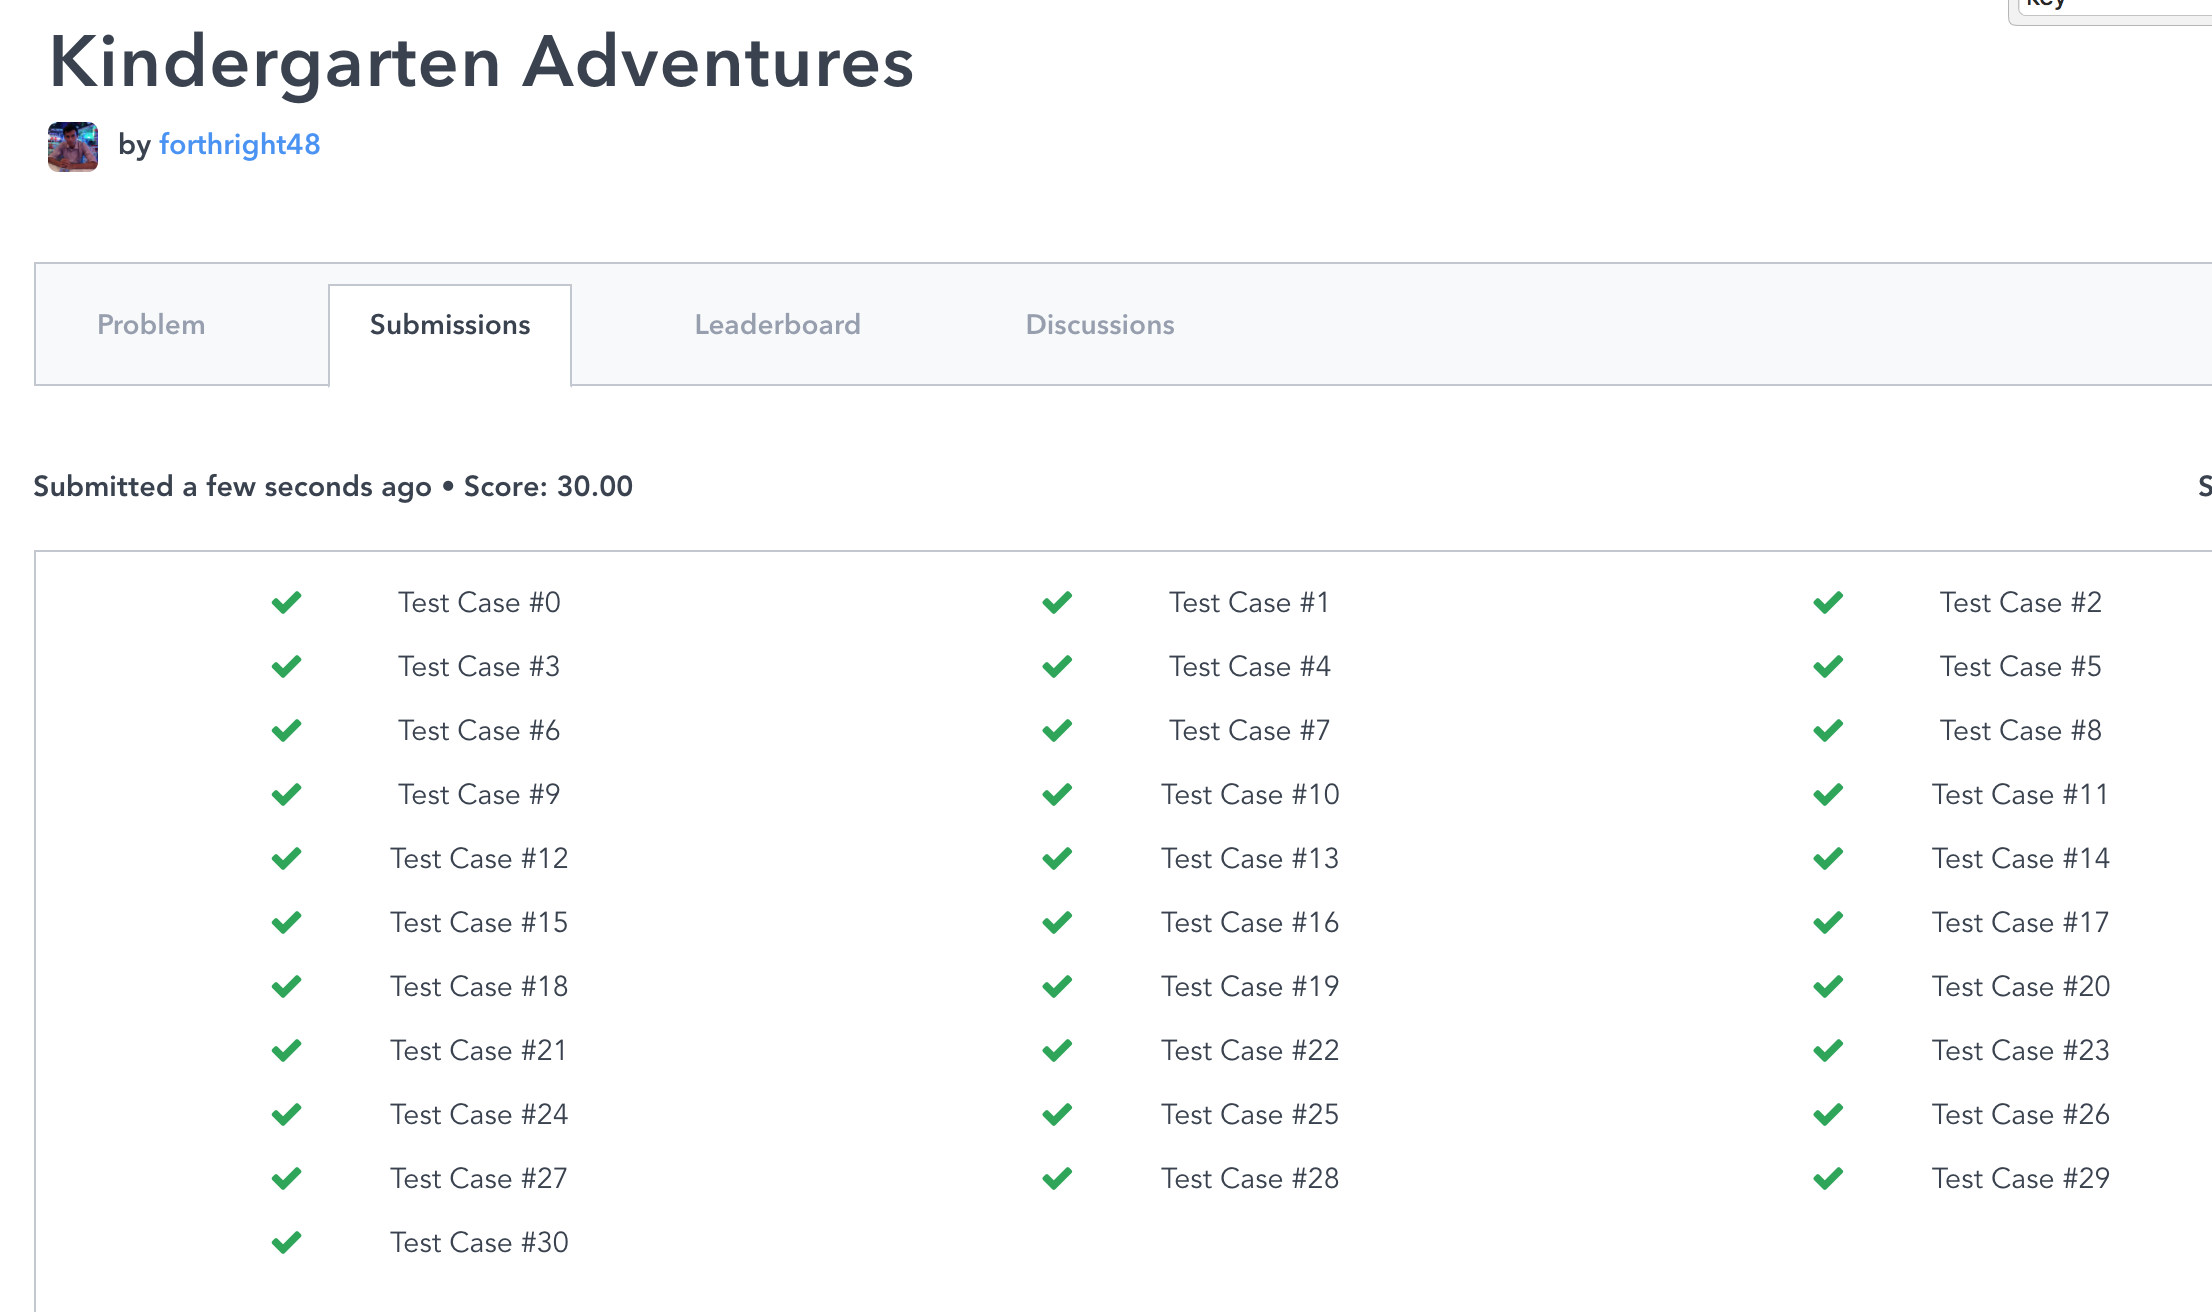 key
Kindergarten Adventures
by forthright48
Problem Submissions Leaderboard Discussions
Submitted a few seconds ago • Score: 30.00
Test Case #0 Test Case #1 Test Case #2
Test Case #3 Test Case #4 Test Case #5
Test Case #6 Test Case #7 Test Case #8
Test Case #9 Test Case #10 Test Case #11
Test Case #12 Test Case #13 Test Case #14
Test Case #15 Test Case #16 Test Case #17
Test Case #18 Test Case #19 Test Case #20
Test Case #21 Test Case #22 Test Case #23
Test Case #24 Test Case #25 Test Case #26
Test Case #27 Test Case #28 Test Case #29
Test Case #30